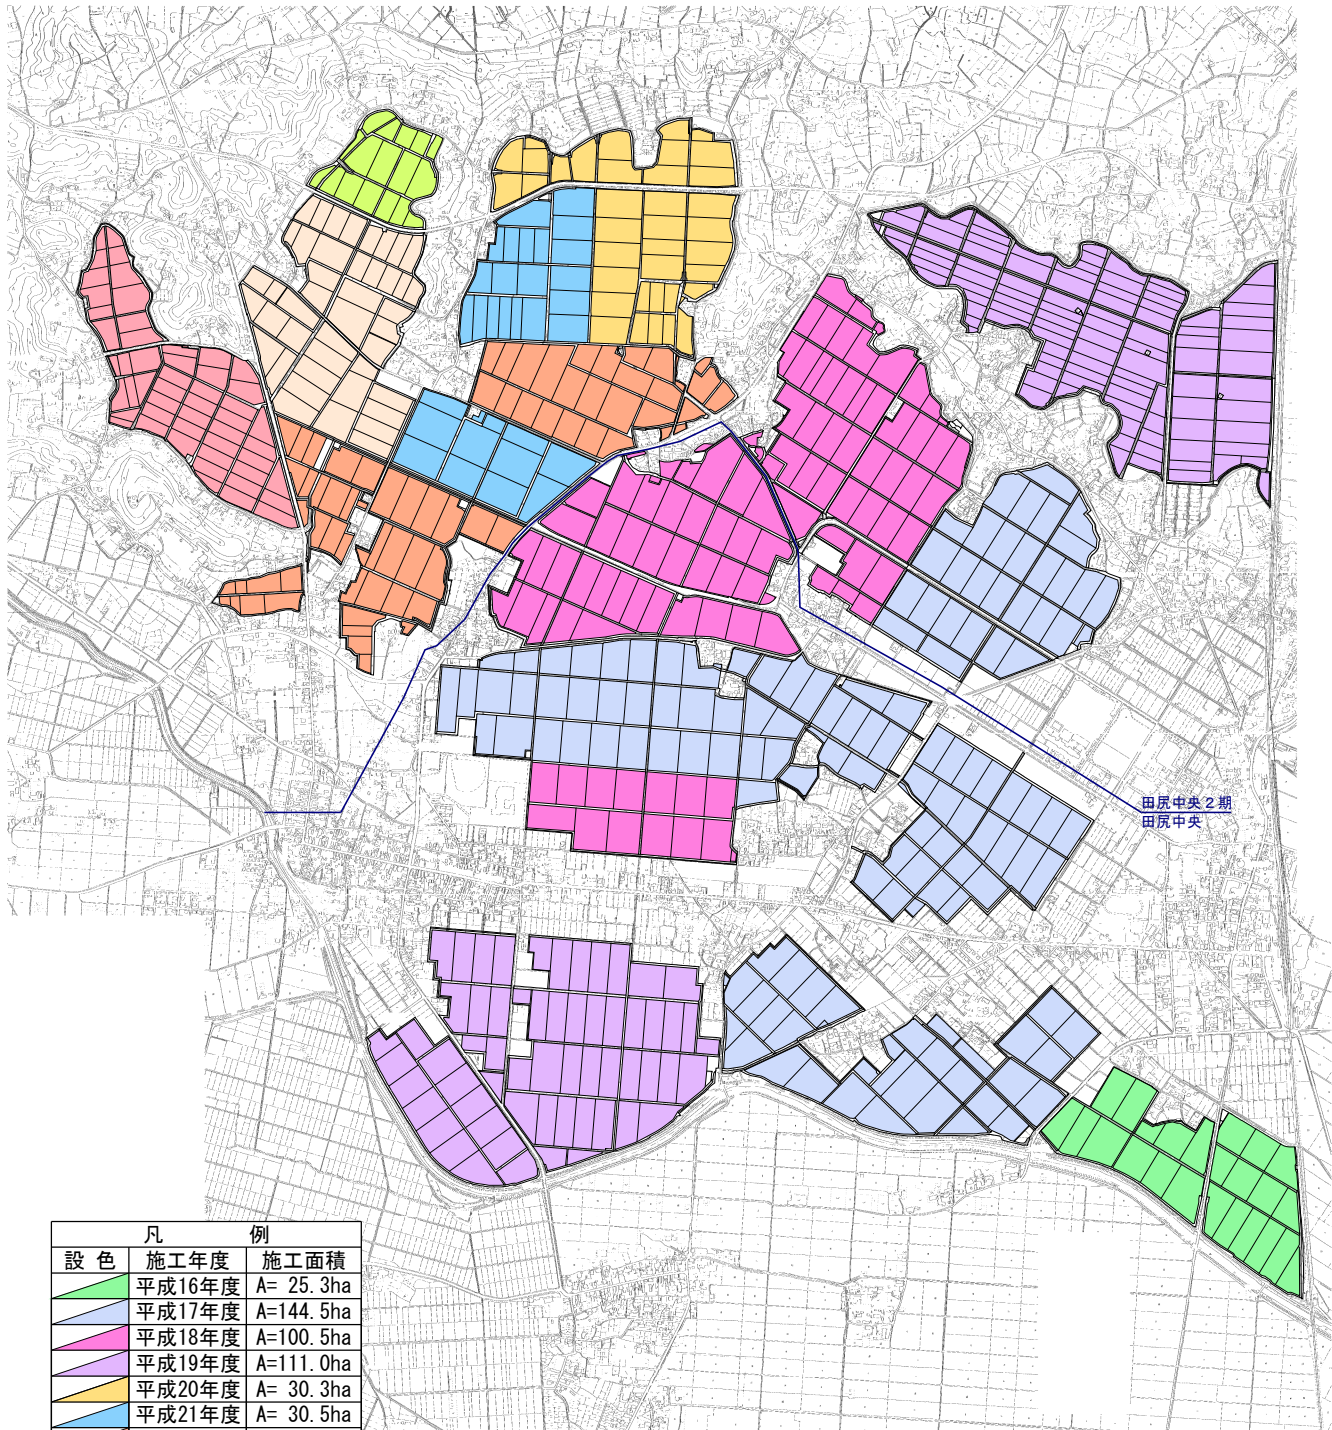 田尻中央２期
田尻中央
凡 例
設 色 施工年度 施工面積
平成16年度 A= 25.3ha
平成17年度 A=144.5ha
平成18年度 A=100.5ha
平成19年度 A=111.0ha
平成20年度 A= 30.3ha
平成21年度 A= 30.5ha